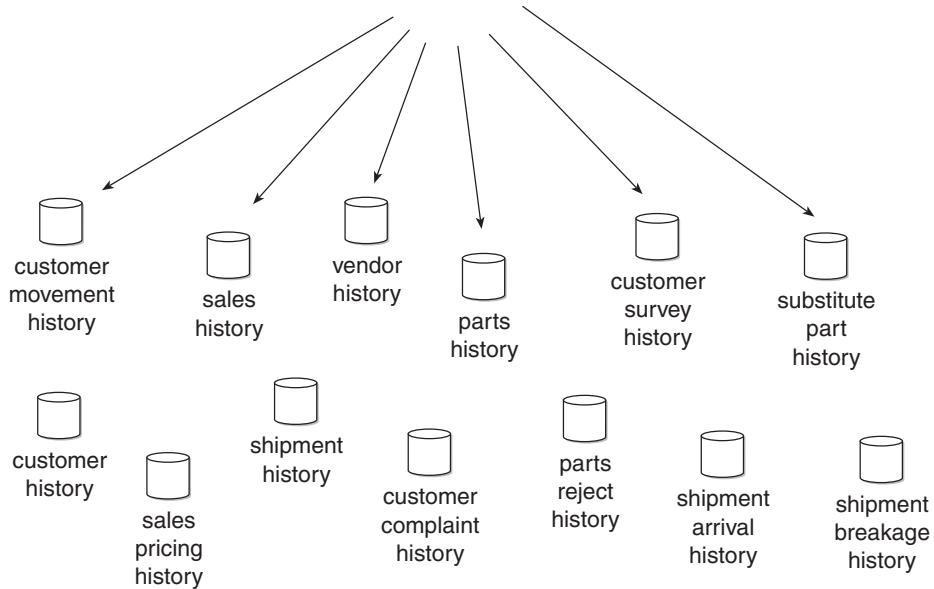 customer
movement
history
sales
history
vendor
history
parts
history
customer
survey
history
substitute
part
history
customer
history
sales
pricing
history
shipment
history
customer
complaint
history
parts
reject
history
shipment
arrival
history
shipment
breakage
history